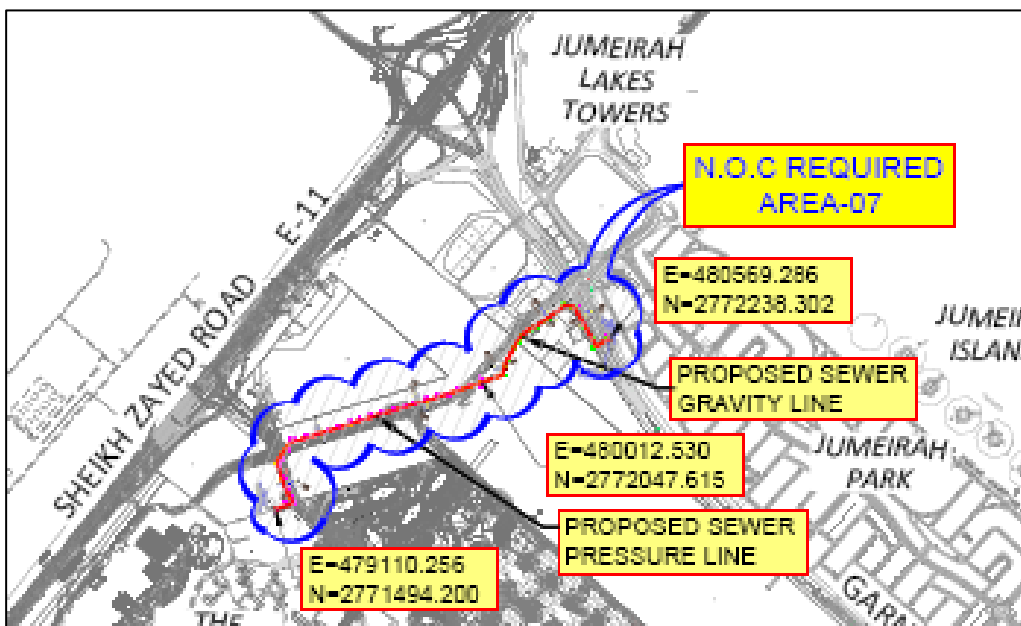 JUMEIRAH
LAKES
TOWERS
N.O.C REQUIRED
AREA-07
SHEIKH ZAYED ROAD E-11
E=480569.286
N=2772238.302
JUMEI
ISLAN
PROPOSED SEWER
GRAVITY LINE
E=480012.530
N=2772047.615
JUMEIRAH
PARK
PROPOSED SEWER
PRESSURE LINE
E=479110.256
N=2771494.200
THE
GARA